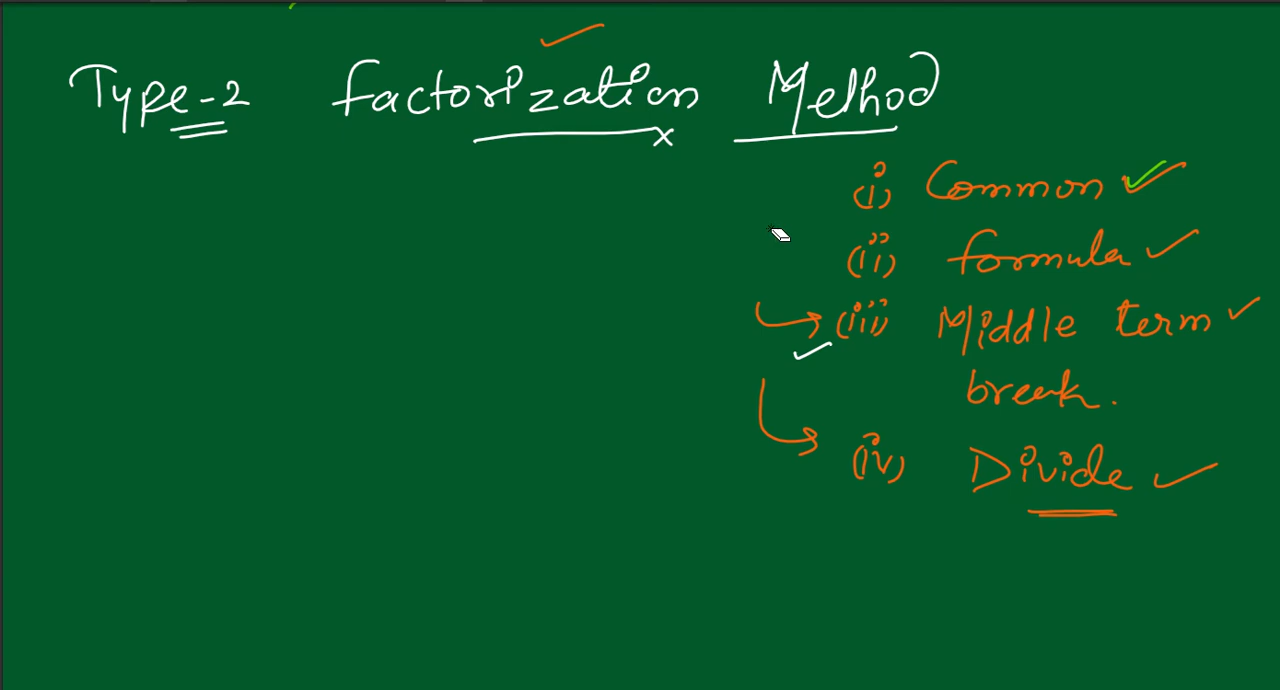 Type-2 factorization Method
(i) Common
(ii) formula
(iii) Middle term
break.
(iv) Divide